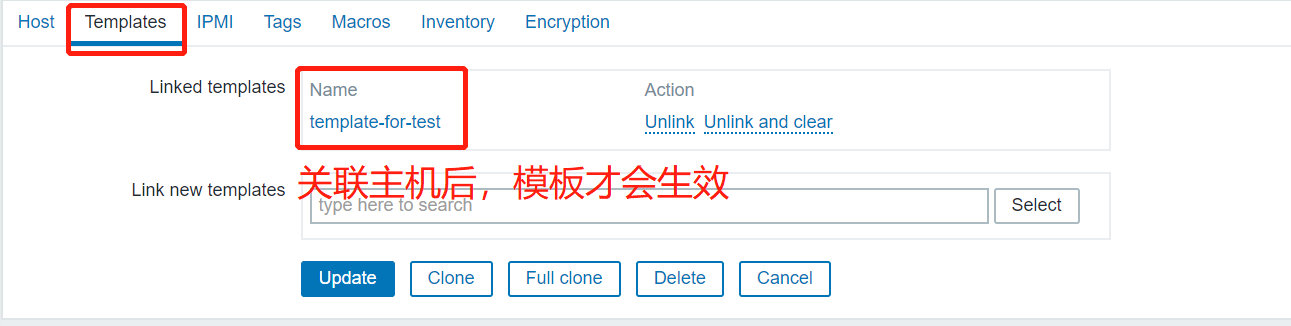 Host Templates IPMI Tags Macros Inventory Encryption
Linked templates Name Action
template-for-test Unlink Unlink and clear
关联主机后，模板才会生效
Link new templates type here to search Select
Update Clone Full clone Delete Cancel